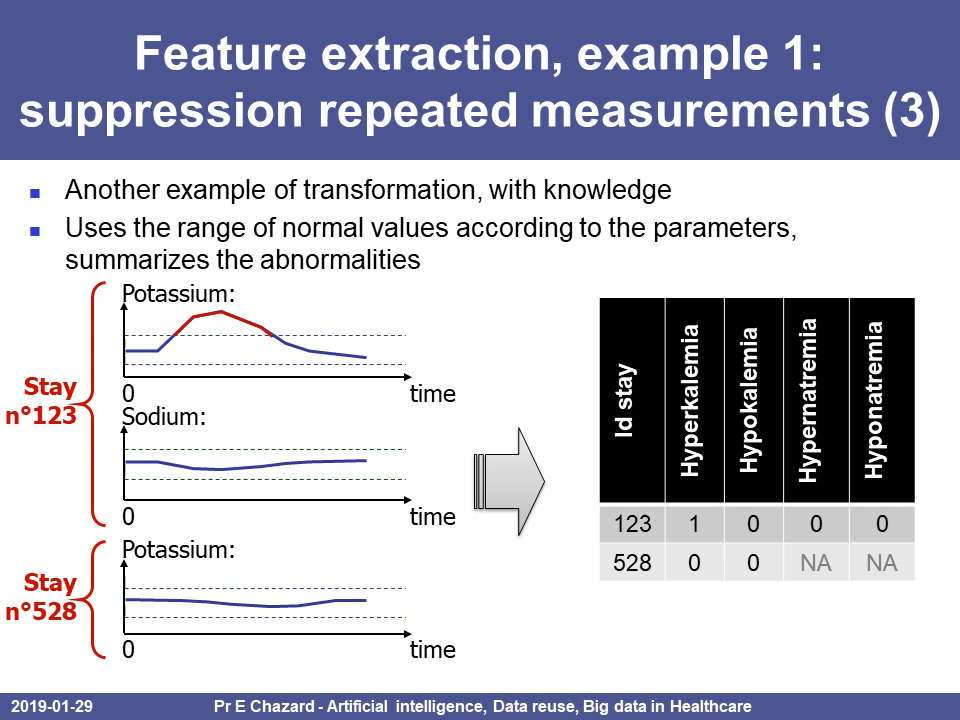 Feature extraction, example 1:
suppression repeated measurements (3)
Another example of transformation, with knowledge
Uses the range of normal values according to the parameters,
summarizes the abnormalities
Stay
n°123
Potassium:
0
time
Sodium:
0
time
Stay
n°528
Potassium:
0
time
Id stay
Hyperkalemia
Hypokalemia
Hypernatremia
Hyponatremia
123 1 0 0 0
528 0 0 NA NA
2019-01-29
Pr E Chazard - Artificial intelligence, Data reuse, Big data in Healthcare